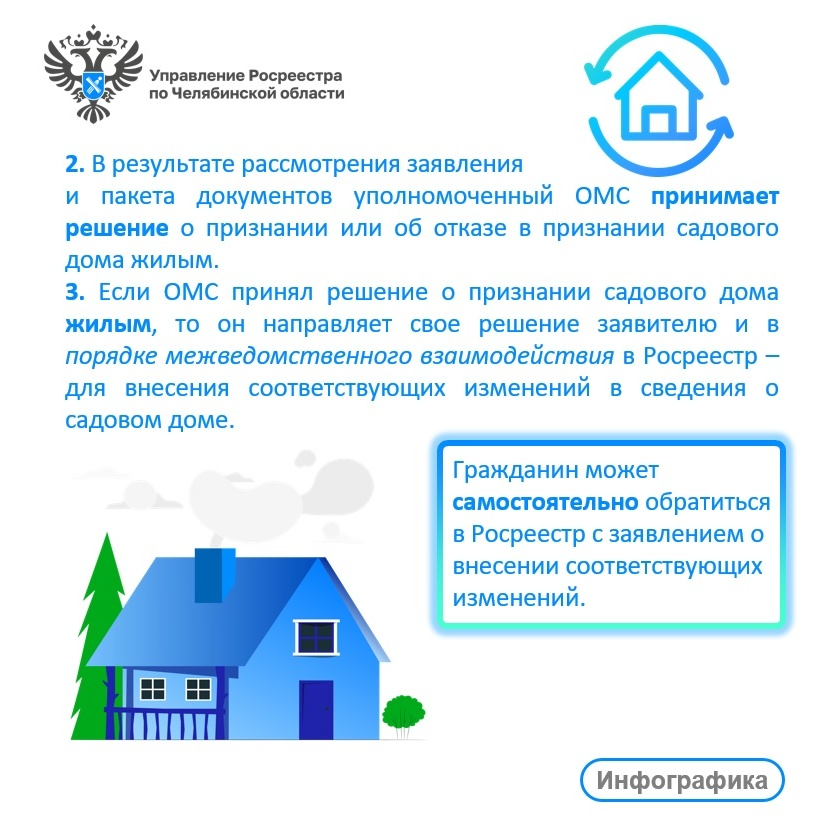 Управление Росреестра
по Челябинской области
2. В результате рассмотрения заявления
и пакета документов уполномоченный ОМС принимает
решение о признании или об отказе в признании садового
дома жилым.
3. Если ОМС принял решение о признании садового дома
жилым, то он направляет свое решение заявителю и в
порядке межведомственного взаимодействия в Росреестр –
для внесения соответствующих изменений в сведения о
садовом доме.
Гражданин может
самостоятельно обратиться
в Росреестр с заявлением о
внесении соответствующих
изменений.
Инфографика